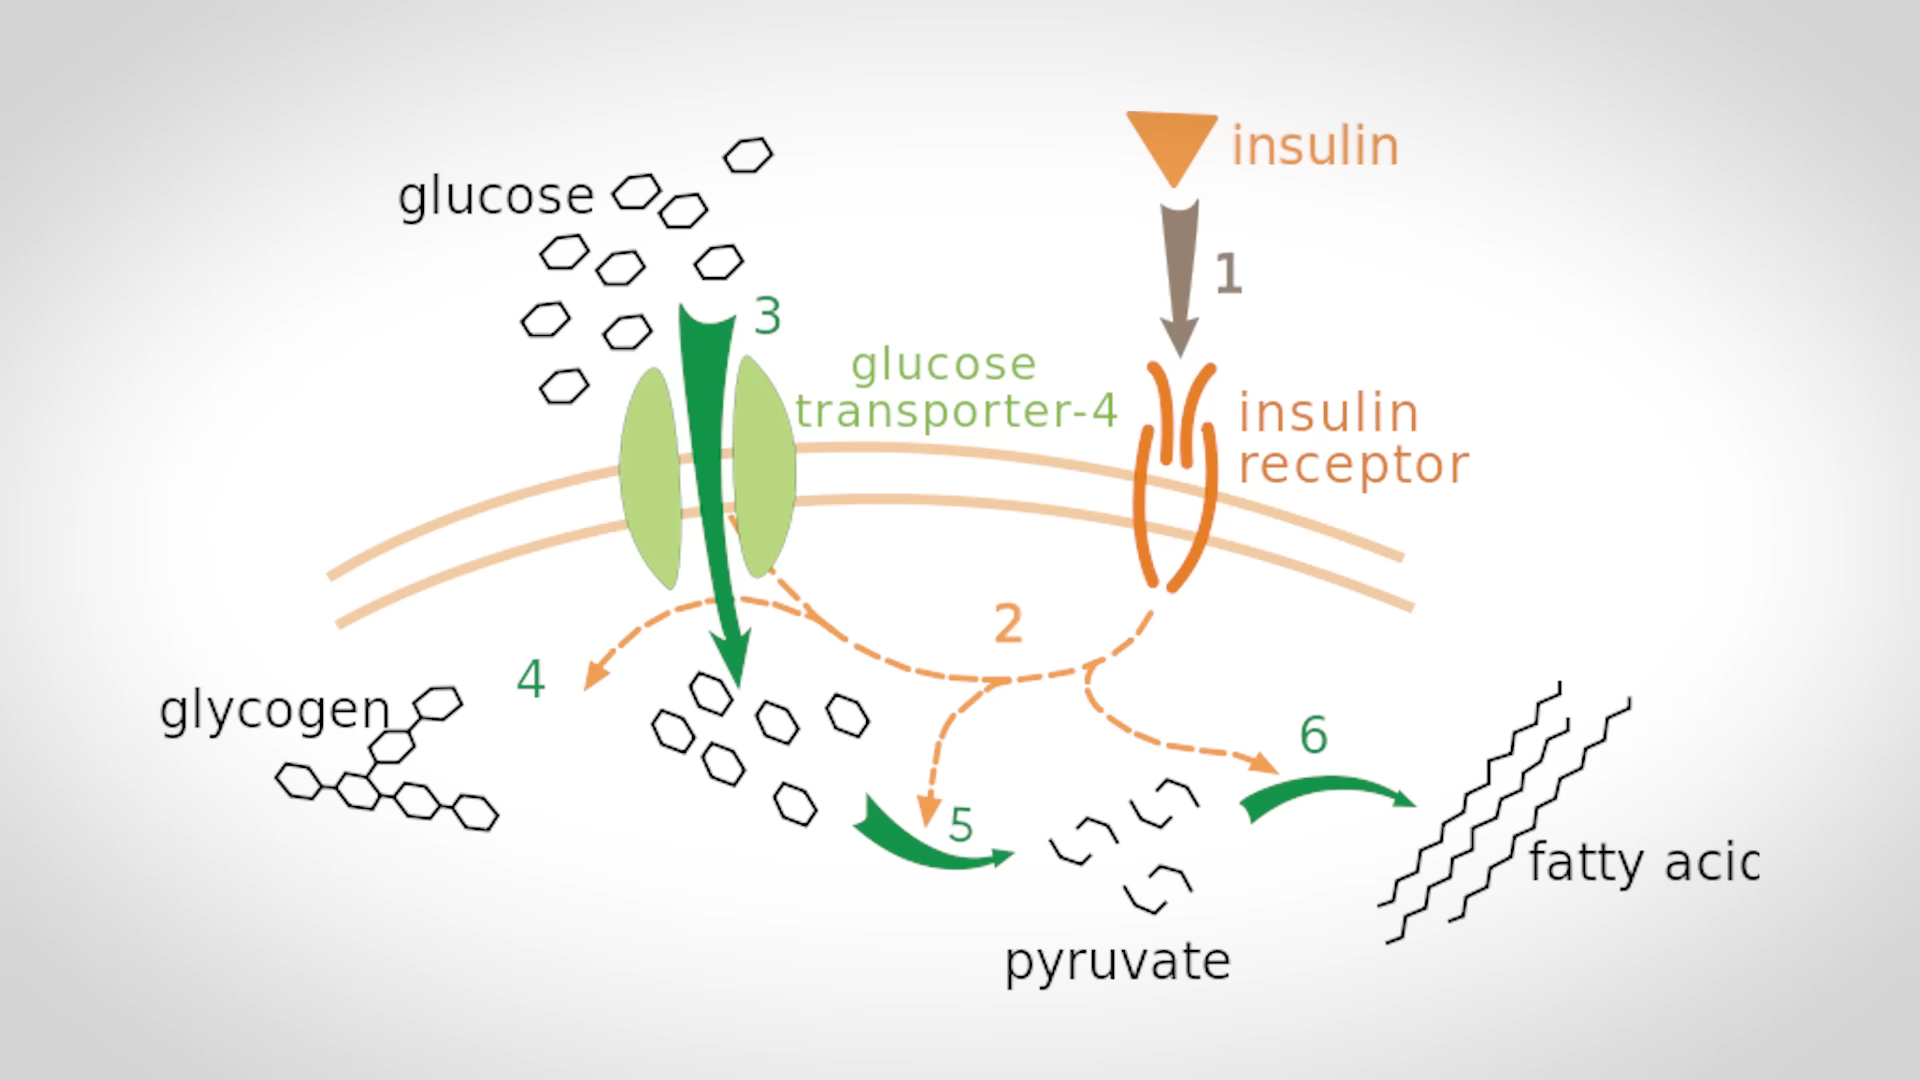 insulin
glucose
1
3
glucose
transporter-4
insulin
receptor
2
4
glycogen
6
5
fatty acic
pyruvate